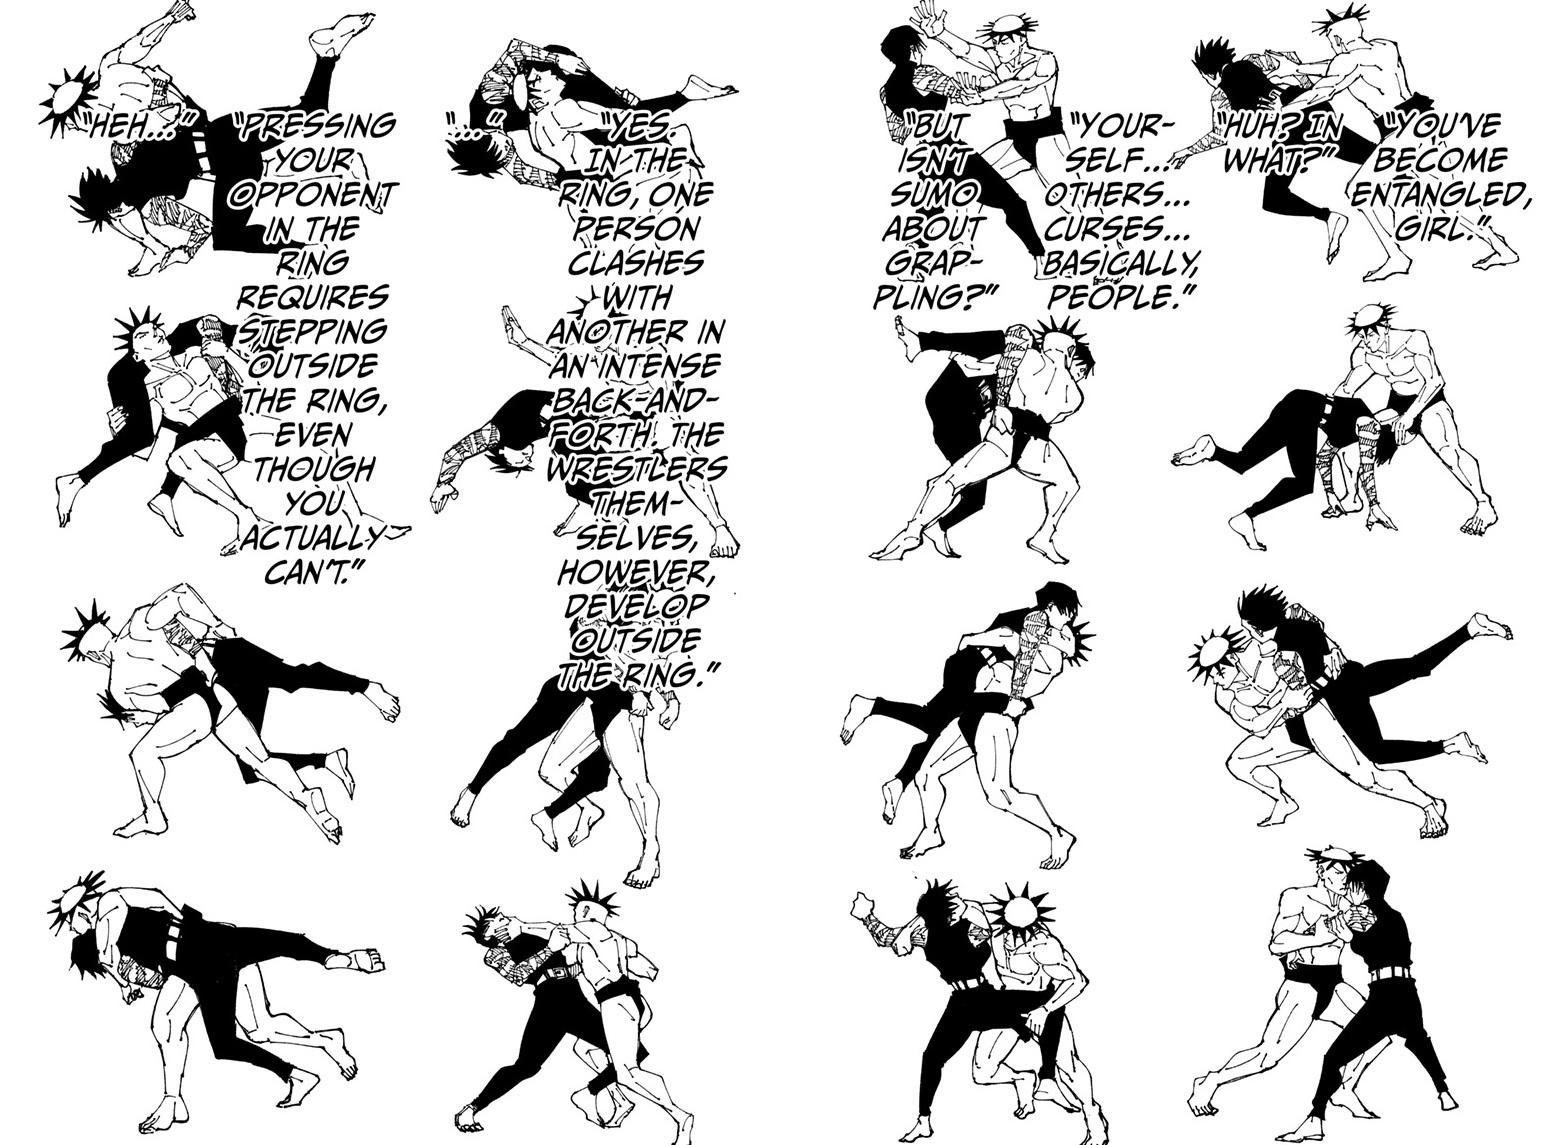 "YOU'VE
BECOME
ENTANGLED,
GIRL."
"HUH? IN
WHAT?"
"YOUR-
SELF...
OTHERS...
CURSES...
BASICALLY,
PEOPLE."
"BUT
ISN'T
SUMO
ABOUT
GRAP-
PLING?"
"YES.
IN THE
RING, ONE
PERSON
CLASHES
WITH
ANOTHER IN
AN INTENSE
BACK-AND-
FORTH. THE
WRESTLERS
THEM-
SELVES,
HOWEVER,
DEVELOP
OUTSIDE
THE RING."
"..."
"PRESSING
YOUR
OPPONENT
IN THE
RING
REQUIRES
STEPPING
OUTSIDE
THE RING,
EVEN
THOUGH
YOU
ACTUALLY
CAN'T."
"HEH..."